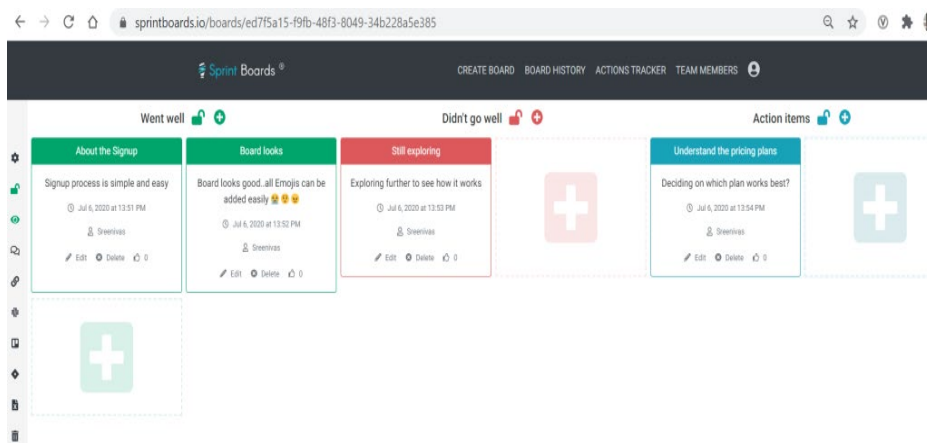 sprintboards.io/boards/ed7f5a15-f9fb-48f3-8049-34b228a5e385
Sprint Boards ®
CREATE BOARD BOARD HISTORY ACTIONS TRACKER TEAM MEMBERS
Went well
Didn't go well
Action items
About the Signup
Signup process is simple and easy
Jul 6, 2020 at 13:51 PM
Sreenivas
Edit Delete 0
Board looks
Board looks good..all Emojis can be
added easily 😭😍😠
Jul 6, 2020 at 13:52 PM
Sreenivas
Edit Delete 0
Still exploring
Exploring further to see how it works
Jul 6, 2020 at 13:53 PM
Sreenivas
Edit Delete 0
Understand the pricing plans
Deciding on which plan works best?
Jul 6, 2020 at 13:54 PM
Sreenivas
Edit Delete 0